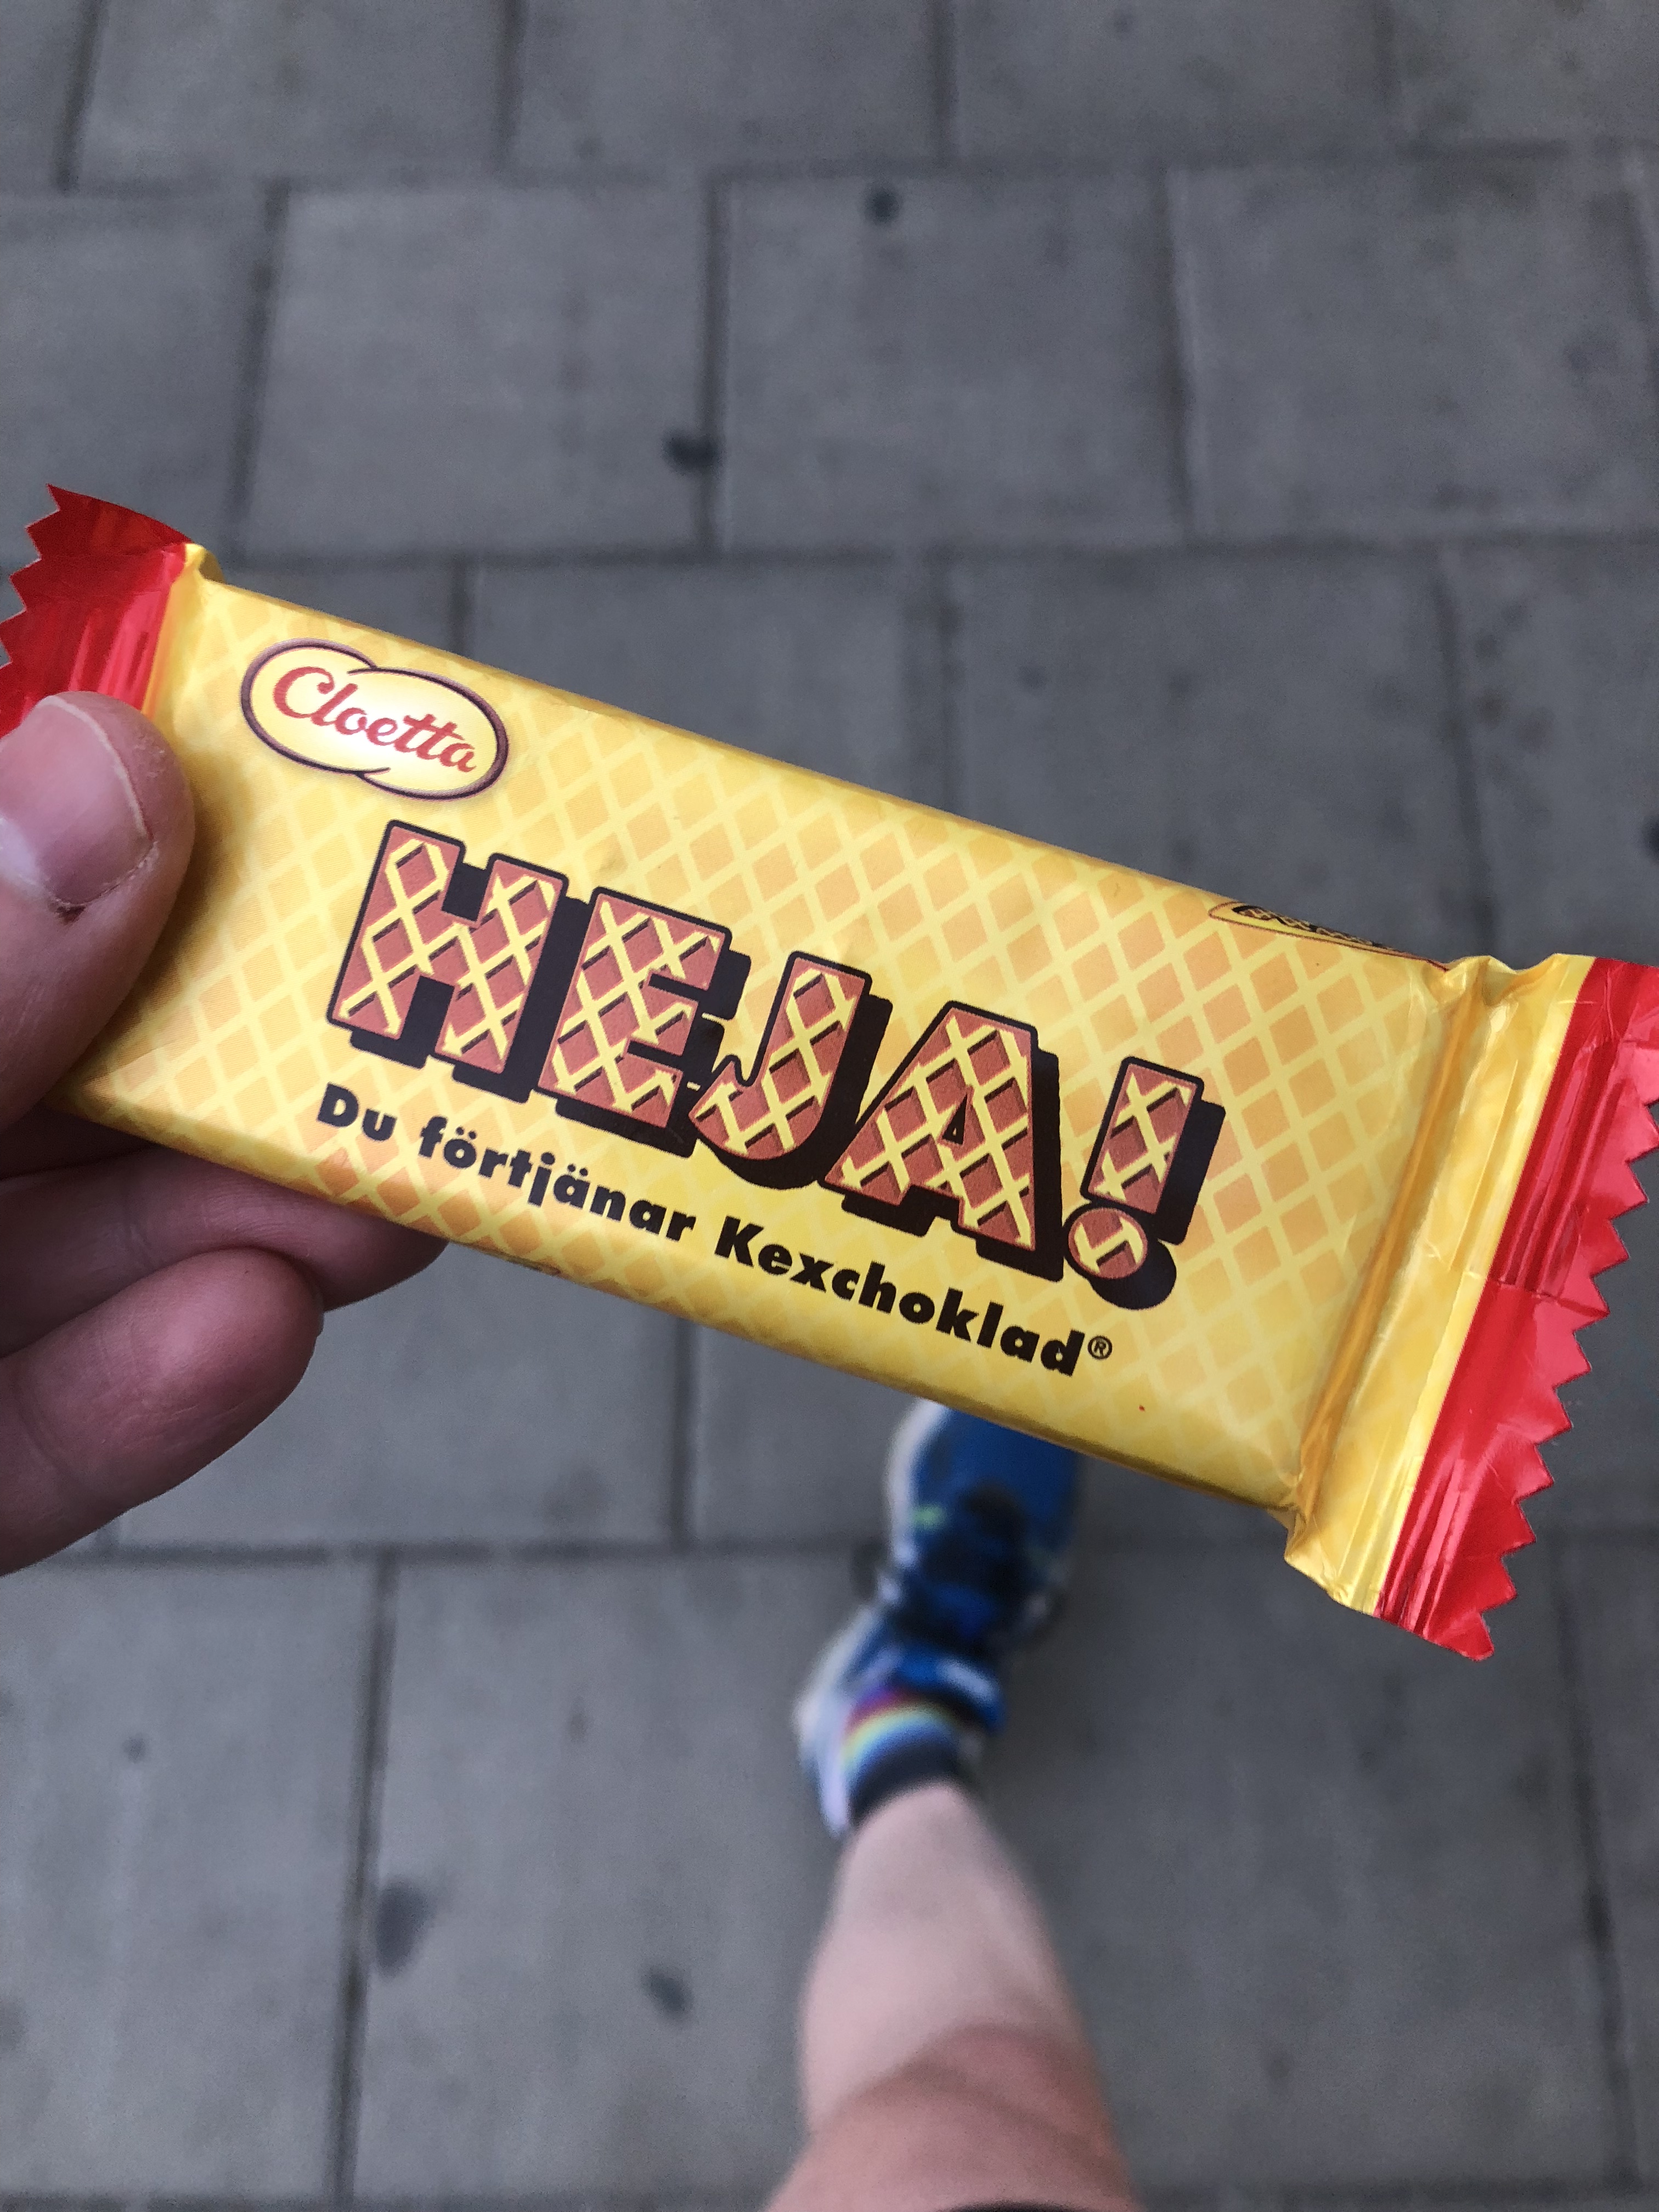 Cloetta
HEJA!
Du förtjänar Kexchoklad®